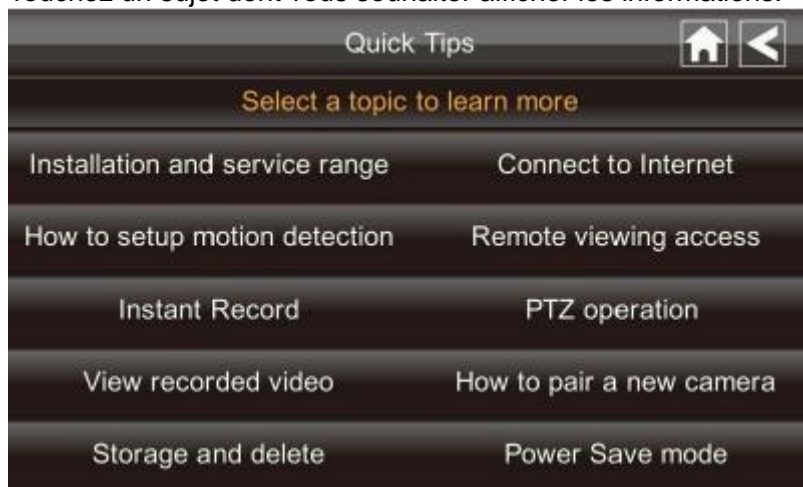 Touchez un sujet dont vous souhaitez afficher les informations.
Quick Tips
Select a topic to learn more
Installation and service range
Connect to Internet
How to setup motion detection
Remote viewing access
Instant Record
PTZ operation
View recorded video
How to pair a new camera
Storage and delete
Power Save mode